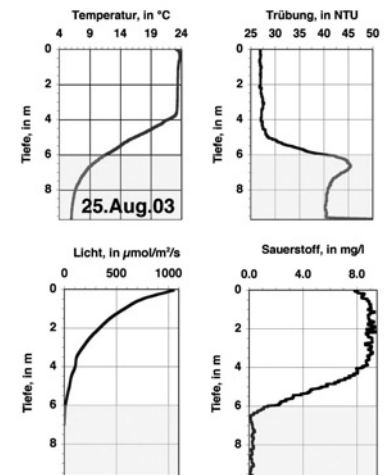 Temperatur, in °C
4 9 14 19 24
0
2
4
6
8
Tiefe, in m
25.Aug.03
Trübung, in NTU
25 30 35 40 45 50
0
2
4
6
8
Tiefe, in m
Licht, in µmol/m²/s
0 500 1000
0
2
4
6
8
Tiefe, in m
Sauerstoff, in mg/l
0.0 4.0 8.0
0
2
4
6
8
Tiefe, in m